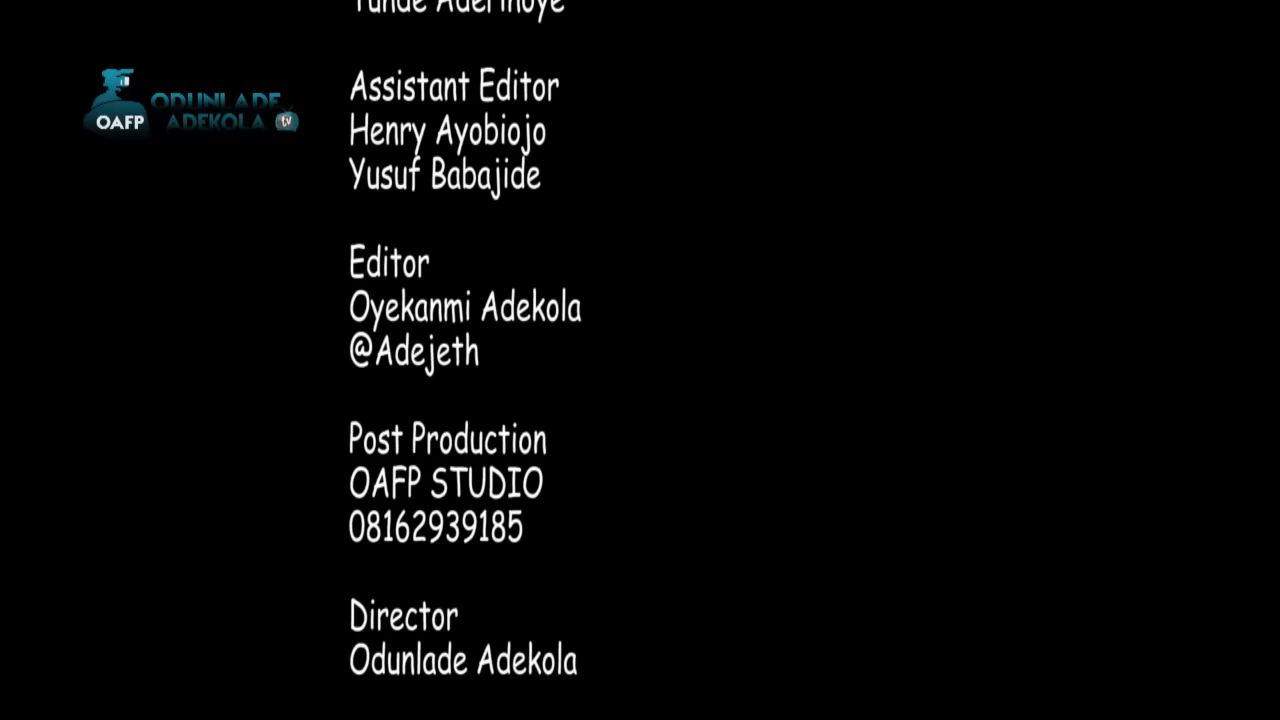 Tunde
Assistant Editor
Henry Ayobiojo
Yusuf Babajide
Editor
Oyekanmi Adekola
@Adejeth
Post Production
OAFP STUDIO
08162939185
Director
Odunlade Adekola
OAFP
ODUNLADE
ADEKOLA tv